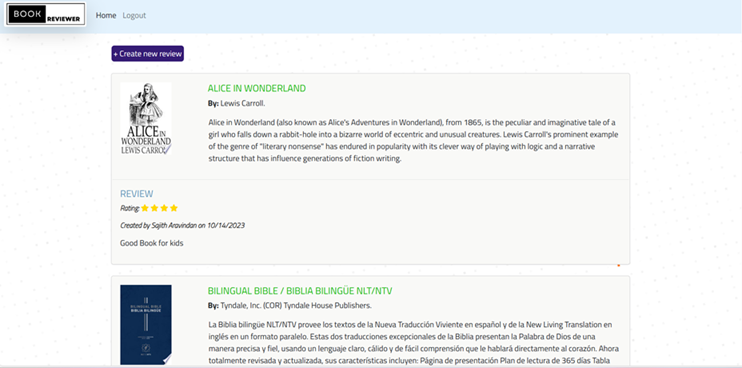 BOOK REVIEWER Home Logout
+ Create new review
ALICE IN WONDERLAND
By: Lewis Carroll.
Alice in Wonderland (also known as Alice's Adventures in Wonderland), from 1865, is the peculiar and imaginative tale of a
girl who falls down a rabbit-hole into a bizarre world of eccentric and unusual creatures. Lewis Carroll's prominent example
of the genre of "literary nonsense" has endured in popularity with its clever way of playing with logic and a narrative
structure that has influence generations of fiction writing.
ALICE IN
WONDERLAND
LEWIS CARROLL
REVIEW
Rating:
Created by Sajith Aravindan on 10/14/2023
Good Book for kids
BILINGUAL BIBLE / BIBLIA BILINGÜE NLT/NTV
By: Tyndale, Inc. (COR) Tyndale House Publishers.
La Biblia bilingüe NLT/NTV provee los textos de la Nueva Traducción Viviente en español y de la New Living Translation en
inglés en un formato paralelo. Estas dos traducciones excepcionales de la Biblia presentan la Palabra de Dios de una
manera precisa y fiel, usando un lenguaje claro, cálido y de fácil comprensión que le hablará directamente al corazón. Ahora
totalmente revisada y actualizada, sus características incluyen: Página de presentación Plan de lectura de 365 días Tabla
BILINGUAL BIBLE
BIBLIA BILINGÜE